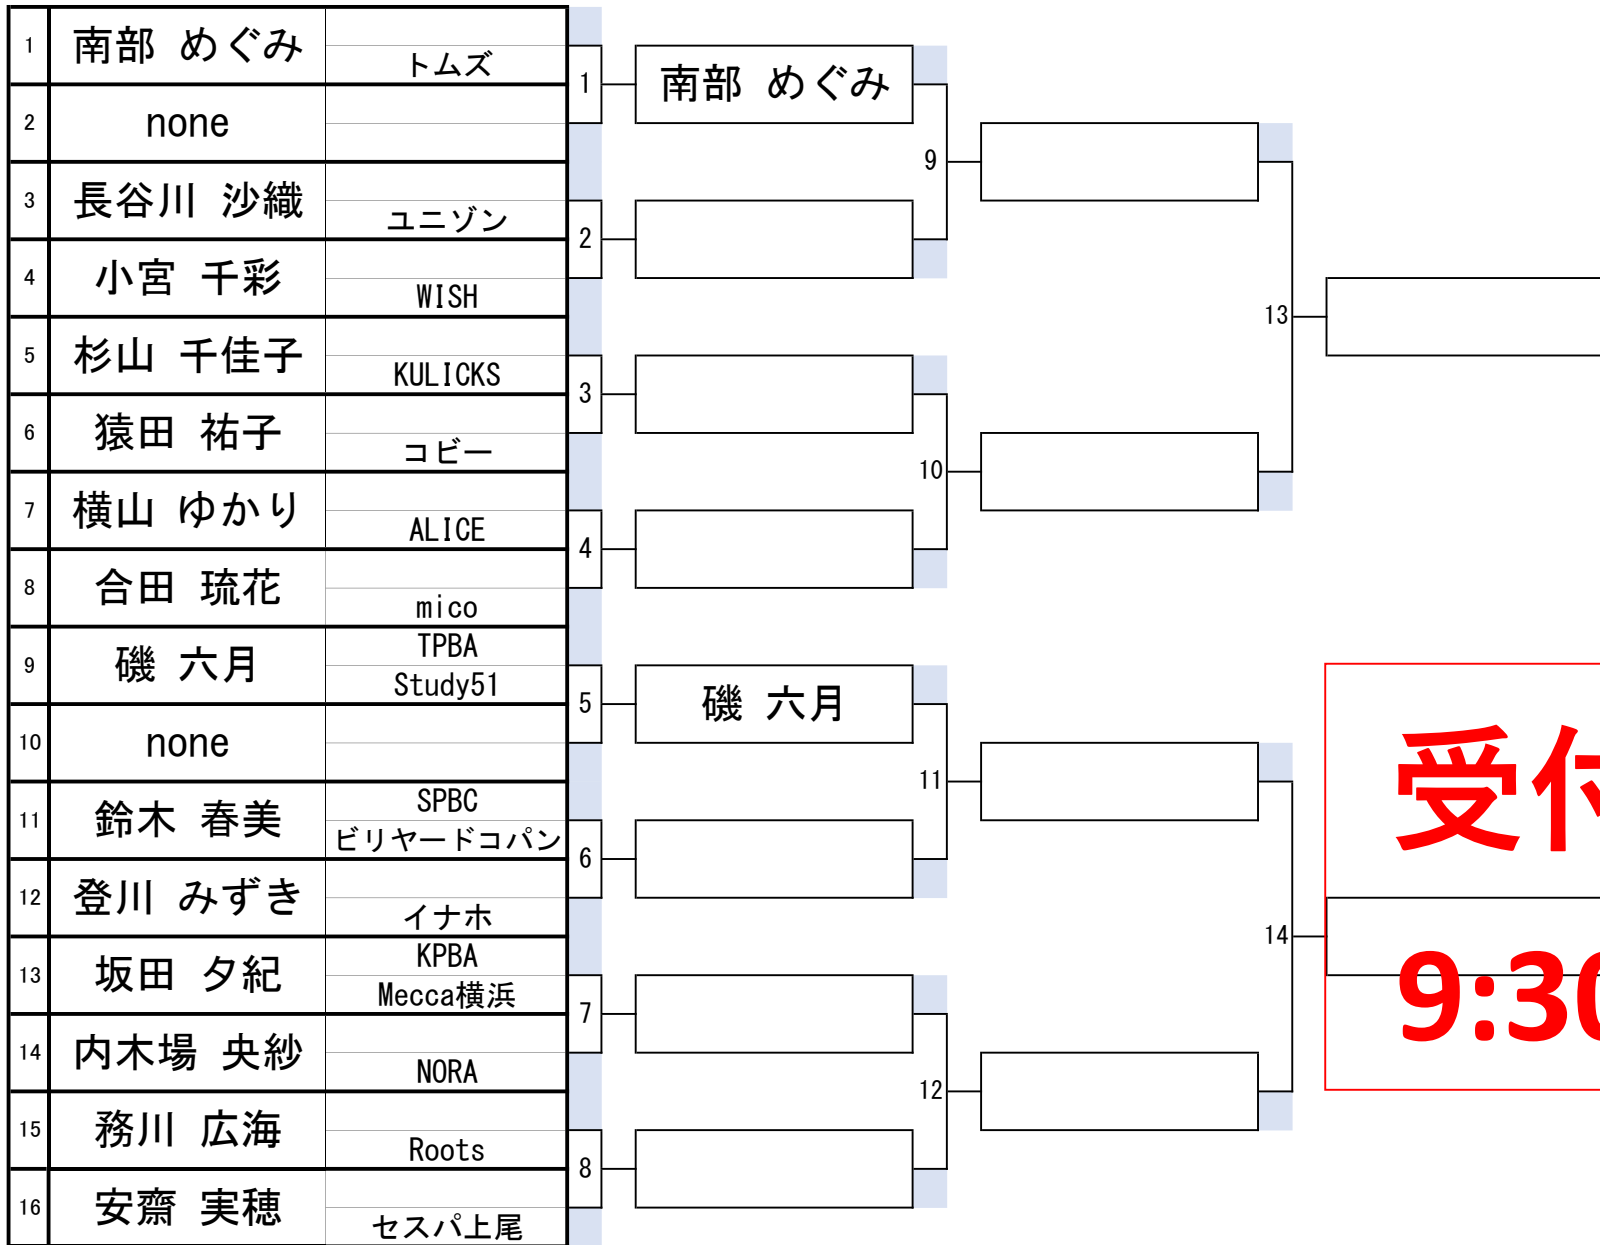 1 南部 めぐみ トムズ
2 none
3 長谷川 沙織 ユニゾン
4 小宮 千彩 WISH
5 杉山 千佳子 KULICKS
6 猿田 祐子 コビー
7 横山 ゆかり ALICE
8 合田 琉花 mico
9 磯 六月 TPBA
Study51
10 none
11 鈴木 春美 SPBC
ビリヤードコパン
12 登川 みずき イナホ
13 坂田 夕紀 KPBA
Mecca横浜
14 内木場 央紗 NORA
15 務川 広海 Roots
16 安齋 実穂 セスパ上尾
1 南部 めぐみ
2
3
4
5 磯 六月
6
7
8
9
10
11
12
13
14
受付
9:30